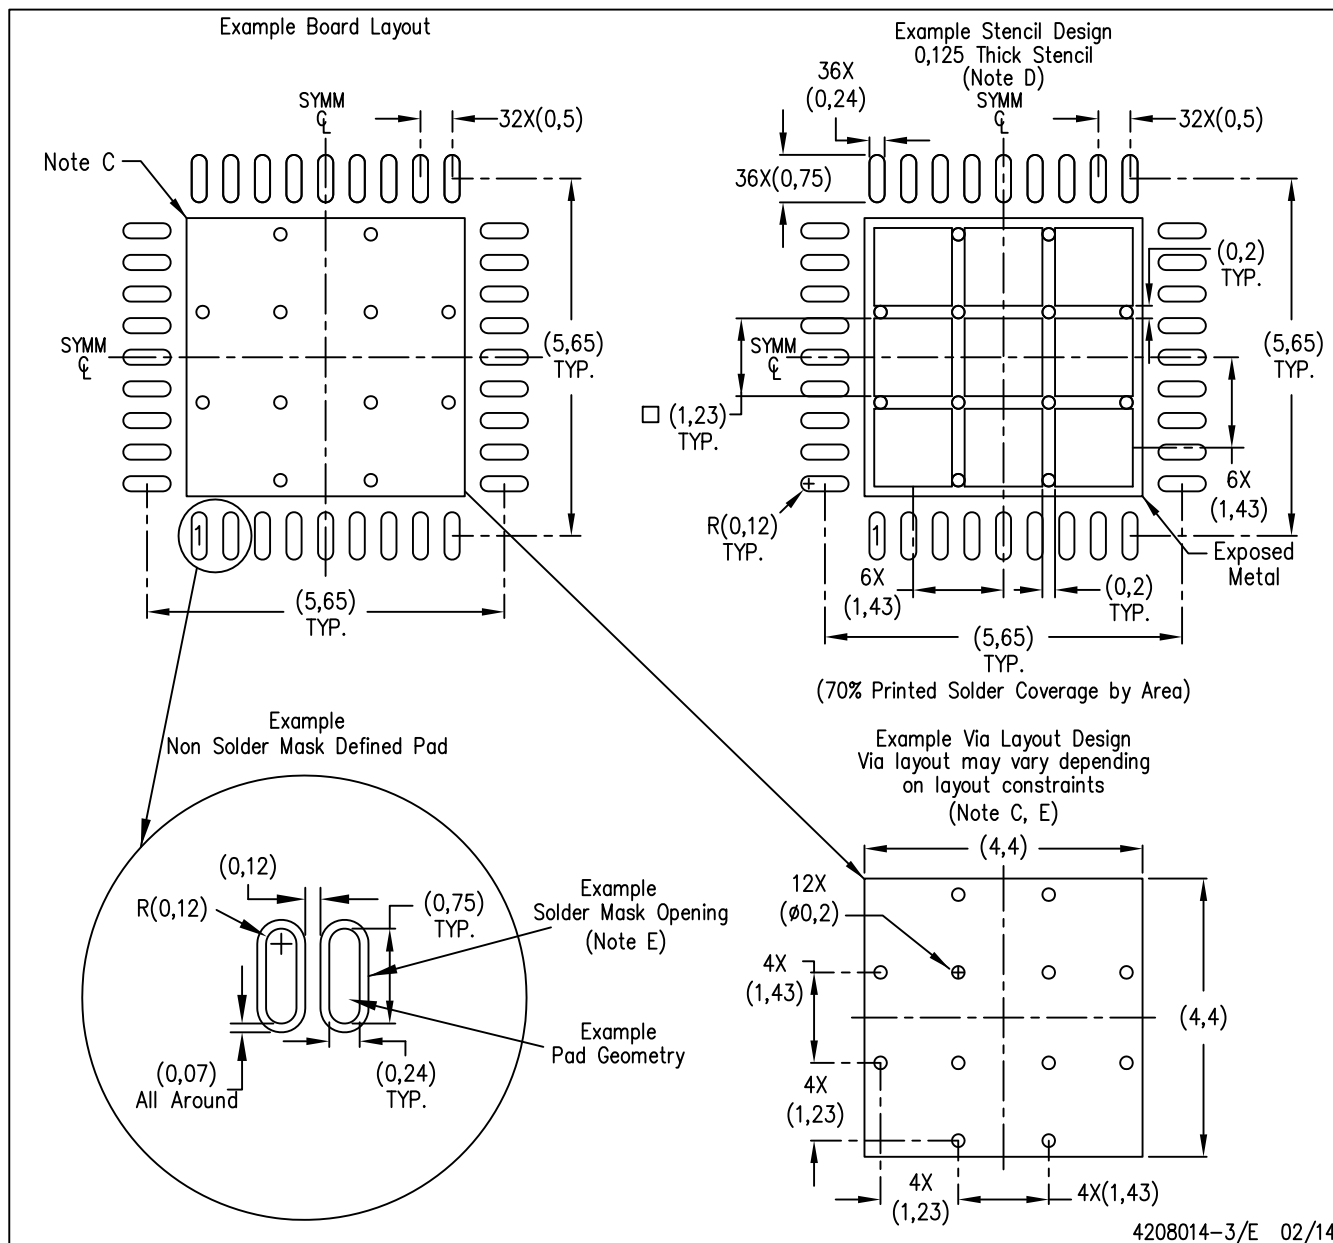 Example Board Layout
SYMM
℄
32X(0,5)
Note C
SYMM
℄
(5,65)
TYP.
1
(5,65)
TYP.
Example Stencil Design
0,125 Thick Stencil
(Note D)
36X
(0,24)
SYMM
℄
32X(0,5)
36X(0,75)
(0,2)
TYP.
SYMM
℄
(5,65)
TYP.
□ (1,23)
TYP.
6X
(1,43)
R(0,12)
TYP.
1
Exposed
Metal
6X
(1,43)
(0,2)
TYP.
(5,65)
TYP.
(70% Printed Solder Coverage by Area)
Example
Non Solder Mask Defined Pad
(0,12)
R(0,12)
(0,75)
TYP.
Example
Solder Mask Opening
(Note E)
Example
Pad Geometry
(0,07)
All Around
(0,24)
TYP.
Example Via Layout Design
Via layout may vary depending
on layout constraints
(Note C, E)
(4,4)
12X
(ø0,2)
4X
(1,43)
(4,4)
4X
(1,23)
4X
(1,23)
4X(1,43)
4208014-3/E 02/14